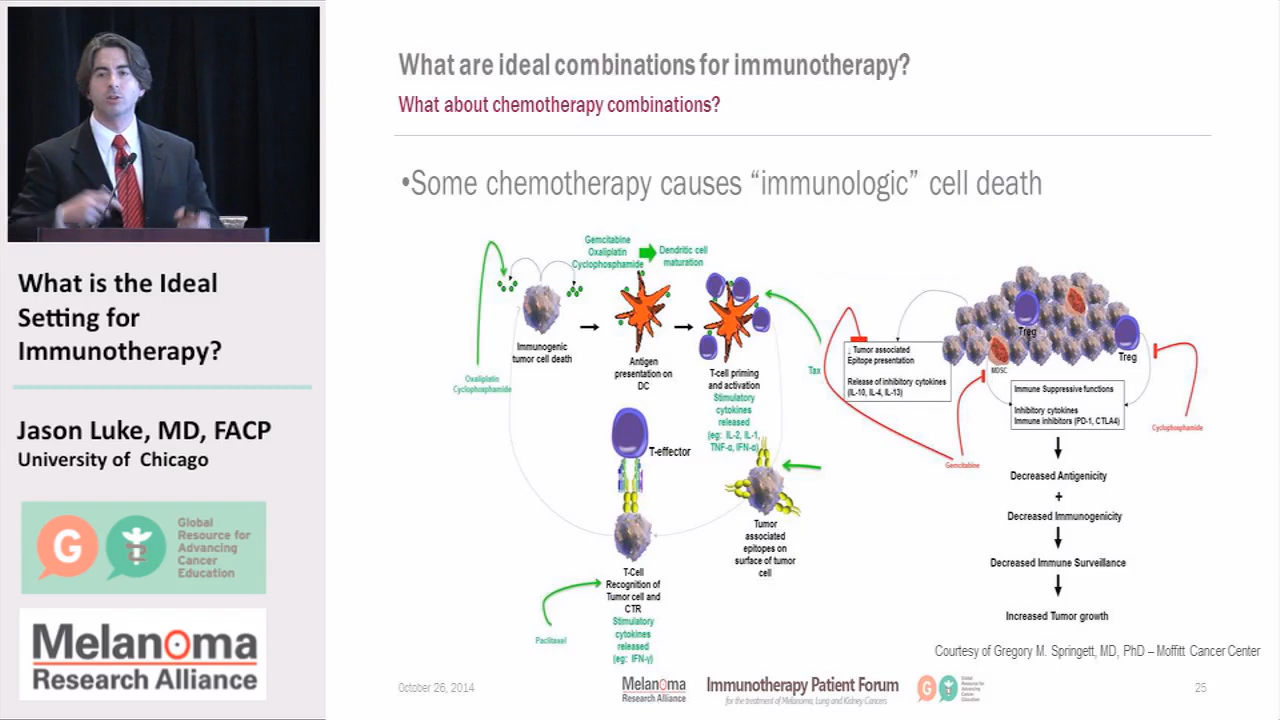 What is the Ideal
Setting for
Immunotherapy?
Jason Luke, MD, FACP
University of Chicago
G
Global
Resource for
Advancing
Cancer
Education
Melanoma
Research Alliance
What are ideal combinations for immunotherapy?
What about chemotherapy combinations?
•Some chemotherapy causes “immunologic” cell death
Gemcitabine
Oxaliplatin
Cyclophosphamide
Dendritic cell
maturation
Immunogenic
tumor cell death
Antigen
presentation on
DC
T-cell priming
and activation
Stimulatory
cytokines
released
(eg: IL-2, IL-1,
TNF-α, IFN-α)
Oxaliplatin
Cyclophosphamide
Tax
T-effector
Tumor
associated
epitopes on
surface of tumor
cell
T-Cell
Recognition of
Tumor cell and
CTR
Stimulatory
cytokines
released
(eg: IFN-γ)
Paclitaxel
↓ Tumor associated
Epitope presentation
Release of inhibitory cytokines
(IL-10, IL-4, IL-13)
Treg
Treg
MDSC
Immune Suppressive functions
Inhibitory cytokines
Immune inhibitors (PD-1, CTLA4)
Gemcitabine
Cyclophosphamide
Decreased Antigenicity
+
Decreased Immunogenicity
Decreased Immune Surveillance
Increased Tumor growth
Courtesy of Gregory M. Springett, MD, PhD – Moffitt Cancer Center
October 26, 2014
Melanoma
Research Alliance
Immunotherapy Patient Forum
for the treatment of Melanoma, Lung and Kidney Cancers
G
Global
Resource for
Advancing
Cancer
Education
25